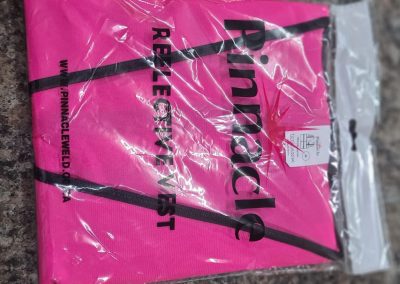 Pinnacle
REFLECTIVE VEST
WWW.PINNACLEWELD.CO.ZA